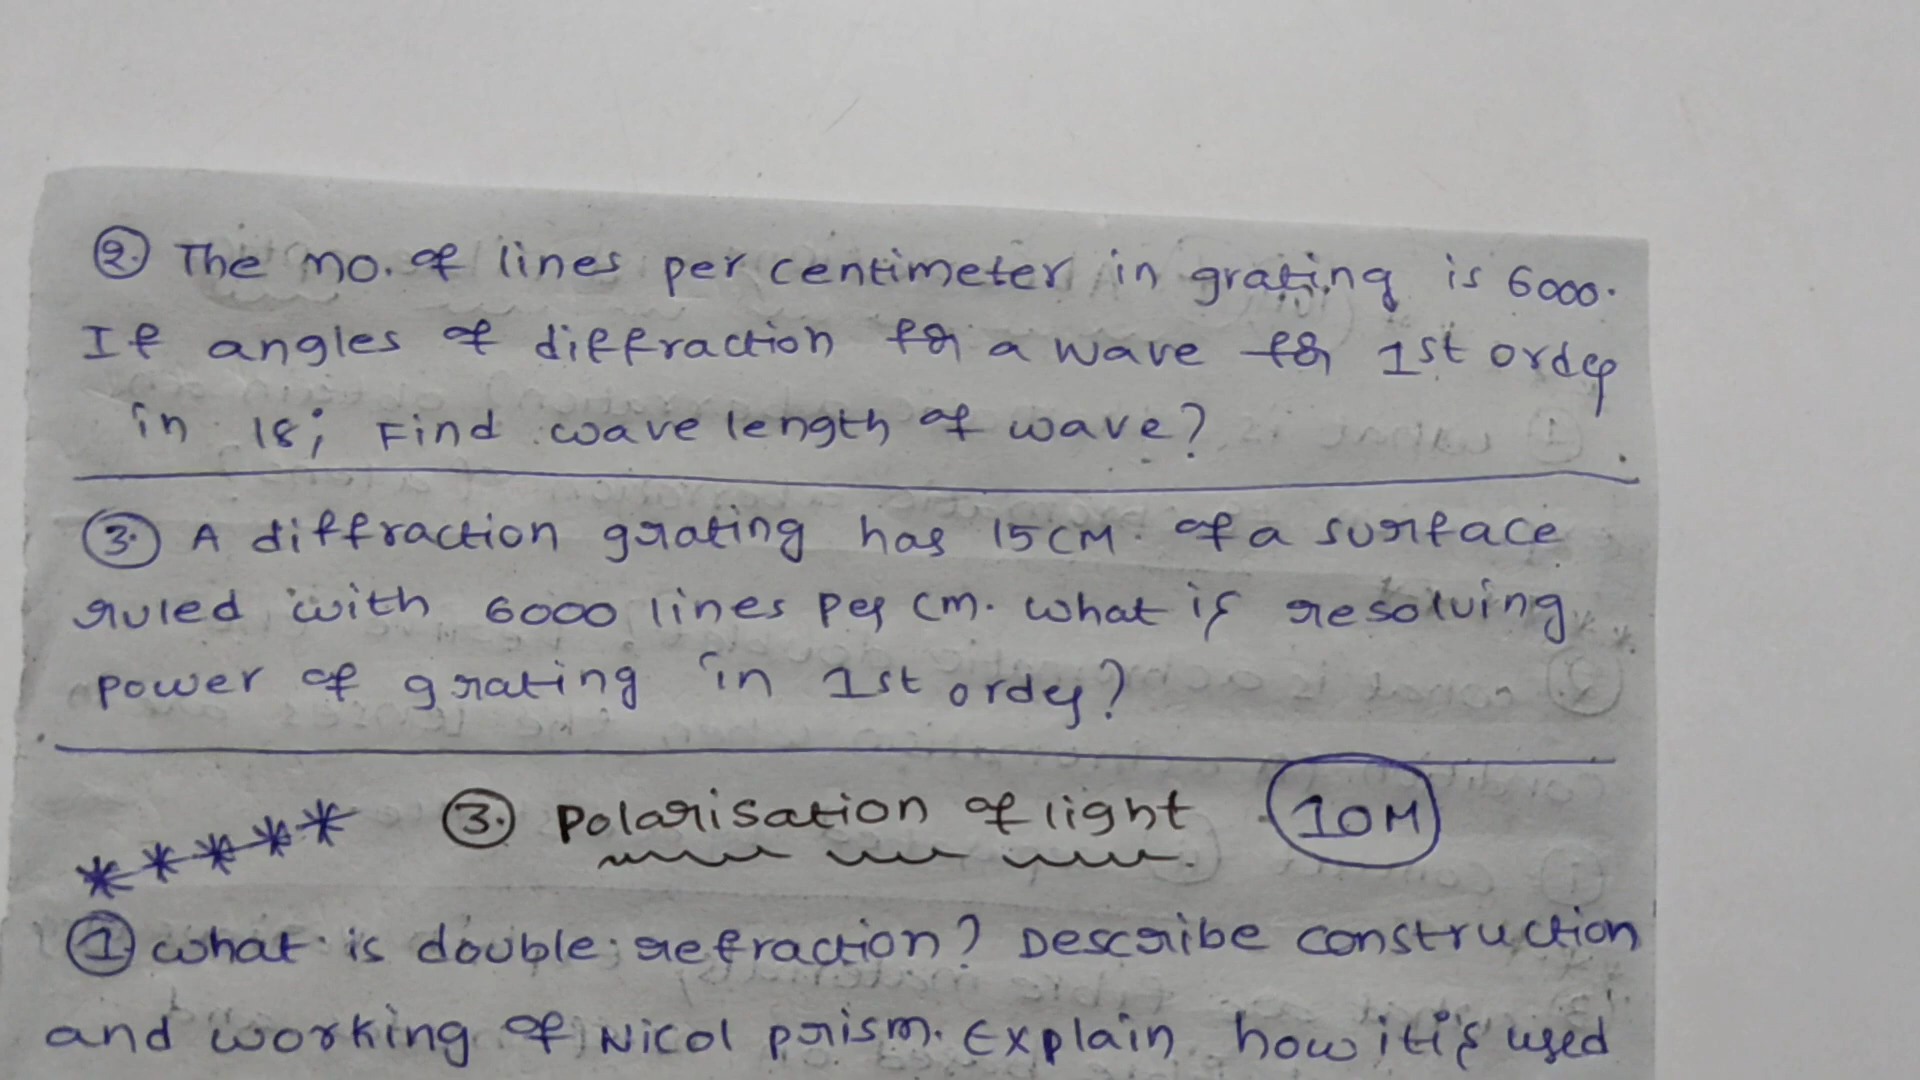 ② The no. of lines per centimeter in grating is 6000.
If angles of diffraction for a wave for 1st order
in 18; Find wave length of wave?
③ A diffraction grating has 15CM. of a surface
ruled with 6000 lines per cm. what is resolving
power of grating in 1st order?
***** ③ Polarisation of light 10M
① what is double refraction? Describe construction
and working of Nicol prism. Explain how it is used